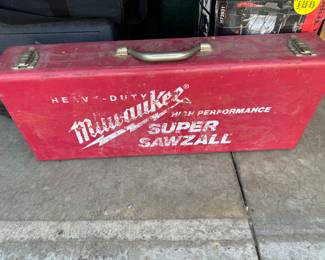 HEAVY-DUTY
Milwaukee®
HIGH PERFORMANCE
SUPER
SAWZALL